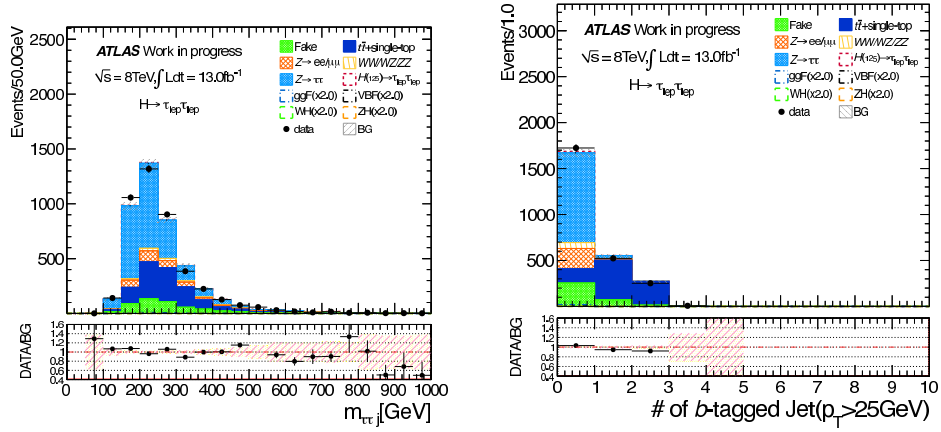 Events/50.0GeV
2500
2000
1500
1000
500
ATLAS Work in progress
√s = 8TeV,∫ Ldt = 13.0fb⁻¹
H→ τlepτlep
Fake
Z→ee/μμ
Z→ττ
ggF(x2.0)
WH(x2.0)
data
tt̄+single-top
WW/WZ/ZZ
H(125)→τlepτlep
VBF(x2.0)
ZH(x2.0)
BG
DATA/BG
1.6
1.4
1.2
1
0.8
0.6
0.4
0 100 200 300 400 500 600 700 800 900 1000
mττj[GeV]
Events/1.0
3000
2500
2000
1500
1000
500
ATLAS Work in progress
√s = 8TeV,∫ Ldt = 13.0fb⁻¹
H→ τlepτlep
Fake
Z→ee/μμ
Z→ττ
ggF(x2.0)
WH(x2.0)
data
tt̄+single-top
WW/WZ/ZZ
H(125)→τlepτlep
VBF(x2.0)
ZH(x2.0)
BG
DATA/BG
1.6
1.4
1.2
1
0.8
0.6
0.4
0 1 2 3 4 5 6 7 8 9 10
# of b-tagged Jet(pT>25GeV)